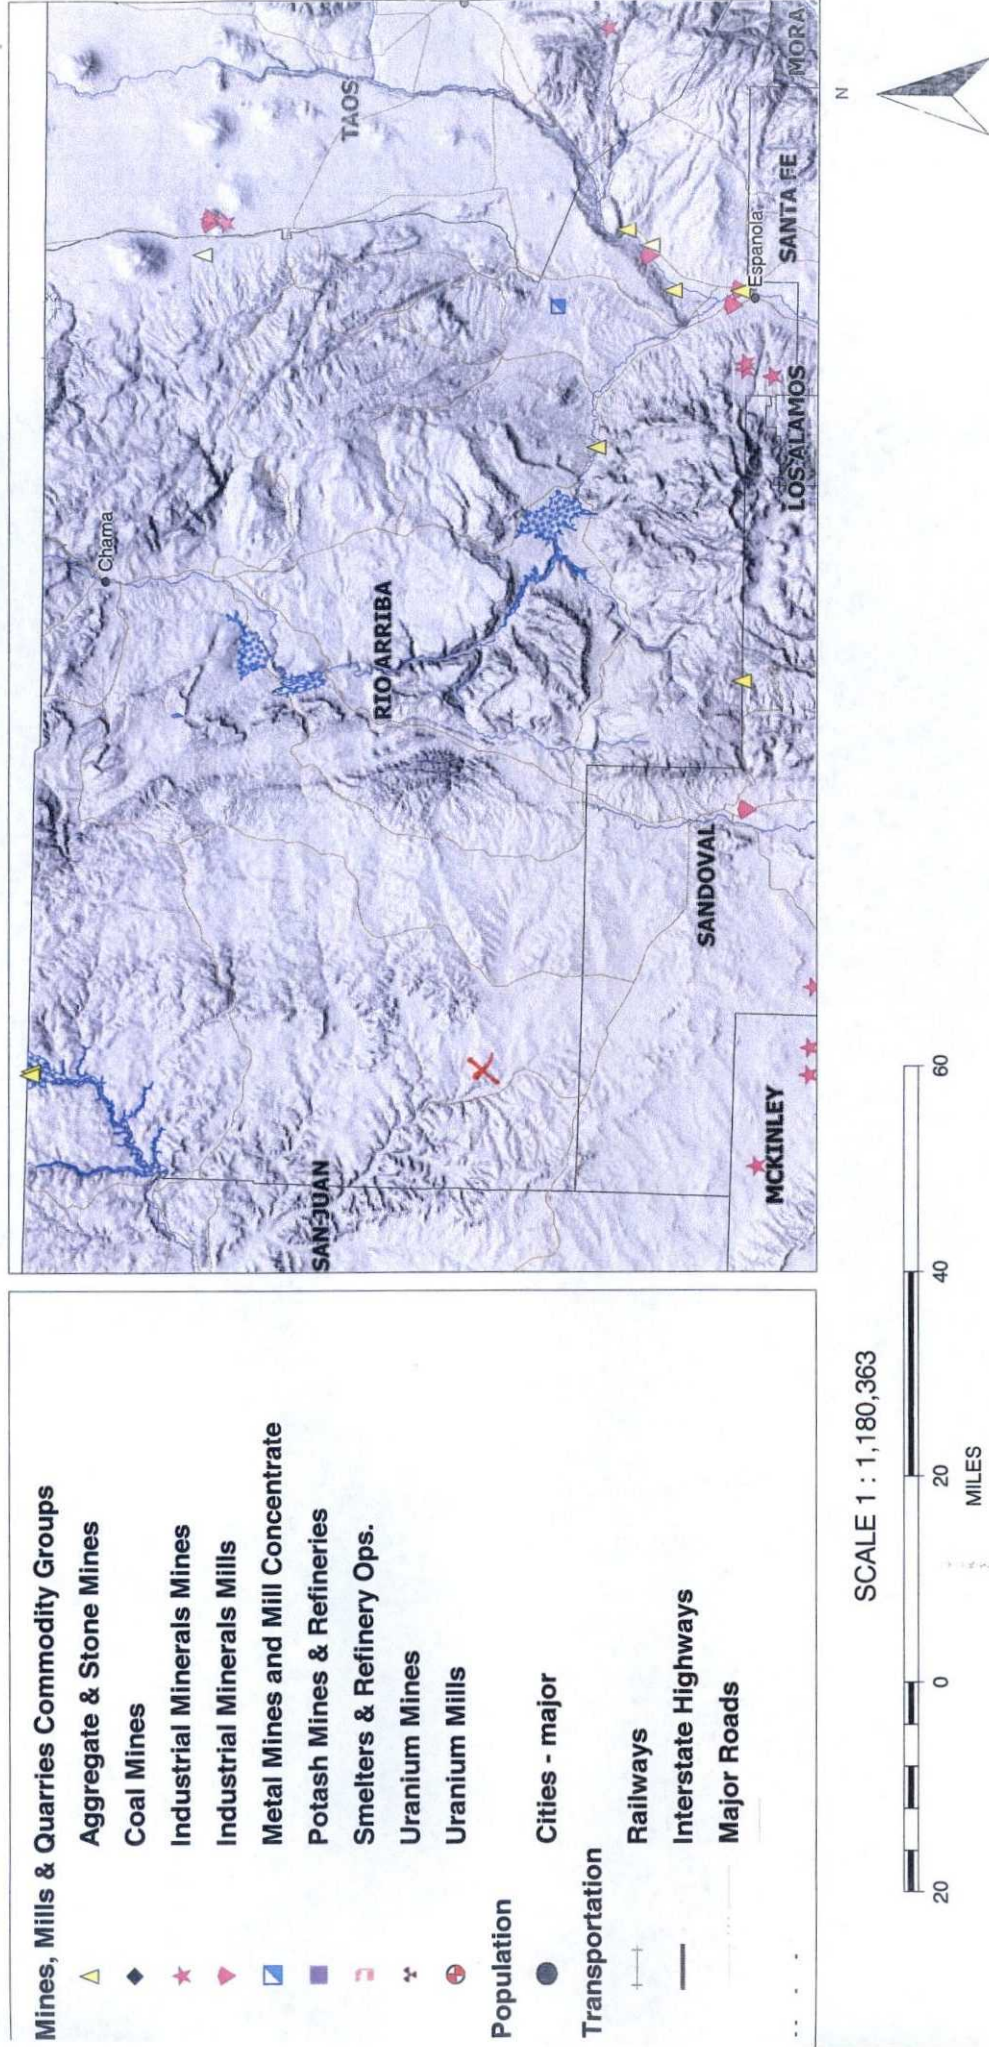 Mines, Mills & Quarries Commodity Groups
Aggregate & Stone Mines
Coal Mines
Industrial Minerals Mines
Industrial Minerals Mills
Metal Mines and Mill Concentrate
Potash Mines & Refineries
Smelters & Refinery Ops.
Uranium Mines
Uranium Mills
Population
Cities - major
Transportation
Railways
Interstate Highways
Major Roads
Chama
TAOS
SAN JUAN
RIO ARRIBA
MORA
SANDOVAL
Espanola
SANTA FE
MCKINLEY
LOS ALAMOS
N
SCALE 1 : 1,180,363
20
0
20
40
60
MILES